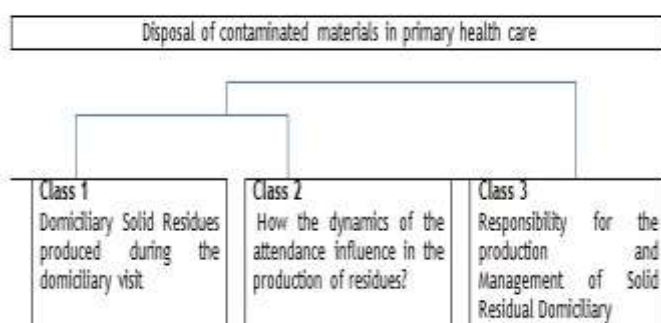 Disposal of contaminated materials in primary health care
Class 1
Domiciliary Solid Residues
produced during the
domiciliary visit
Class 2
How the dynamics of the
attendance influence in the
production of residues?
Class 3
Responsibility for the
production and
Management of Solid
Residual Domiciliary